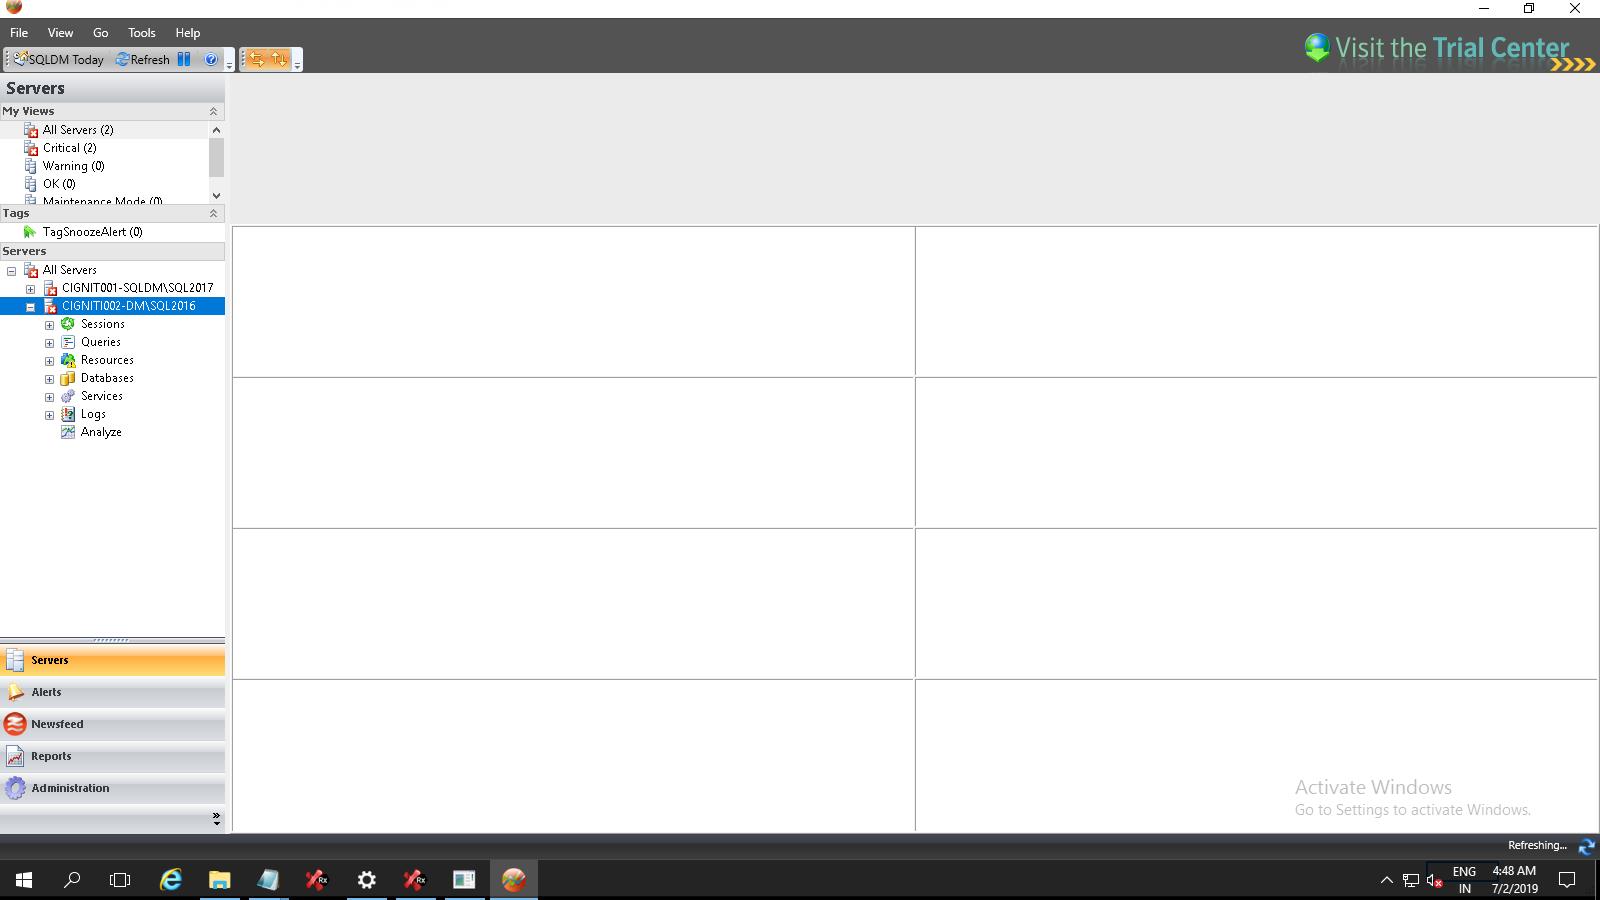 File View Go Tools Help
Visit the Trial Center
SQLDM Today Refresh
Servers
My Views
All Servers (2)
Critical (2)
Warning (0)
OK (0)
Maintenance Mode (0)
Tags
TagSnoozeAlert (0)
Servers
All Servers
CIGNIT001-SQLDM\SQL2017
CIGNITI002-DM\SQL2016
Sessions
Queries
Resources
Databases
Services
Logs
Analyze
Servers
Alerts
Newsfeed
Reports
Administration
Activate Windows
Go to Settings to activate Windows.
Refreshing...
Rx
Rx
ENG
IN
4:48 AM
7/2/2019